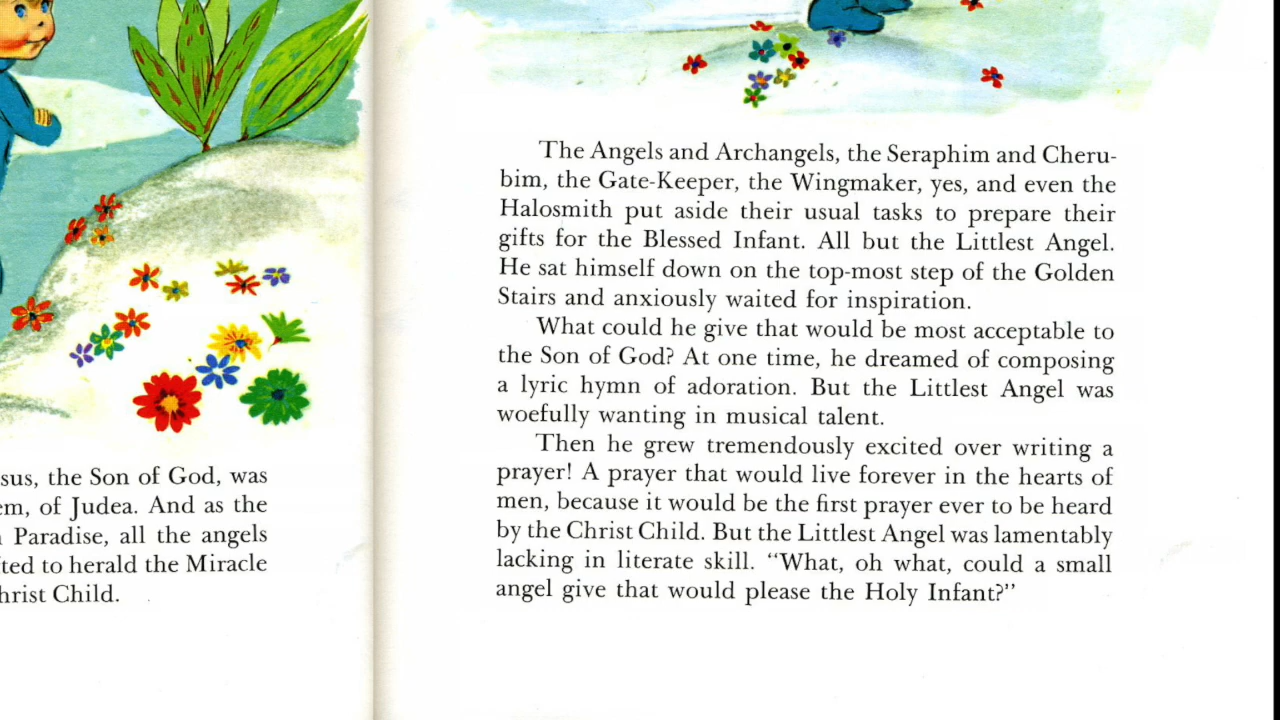 the Son of God, was
of Judea. And as the
Paradise, all the angels
to herald the Miracle
Child.
The Angels and Archangels, the Seraphim and Cheru-
bim, the Gate-Keeper, the Wingmaker, yes, and even the
Halosmith put aside their usual tasks to prepare their
gifts for the Blessed Infant. All but the Littlest Angel.
He sat himself down on the top-most step of the Golden
Stairs and anxiously waited for inspiration.
What could he give that would be most acceptable to
the Son of God? At one time, he dreamed of composing
a lyric hymn of adoration. But the Littlest Angel was
woefully wanting in musical talent.
Then he grew tremendously excited over writing a
prayer! A prayer that would live forever in the hearts of
men, because it would be the first prayer ever to be heard
by the Christ Child. But the Littlest Angel was lamentably
lacking in literate skill. “What, oh what, could a small
angel give that would please the Holy Infant?”